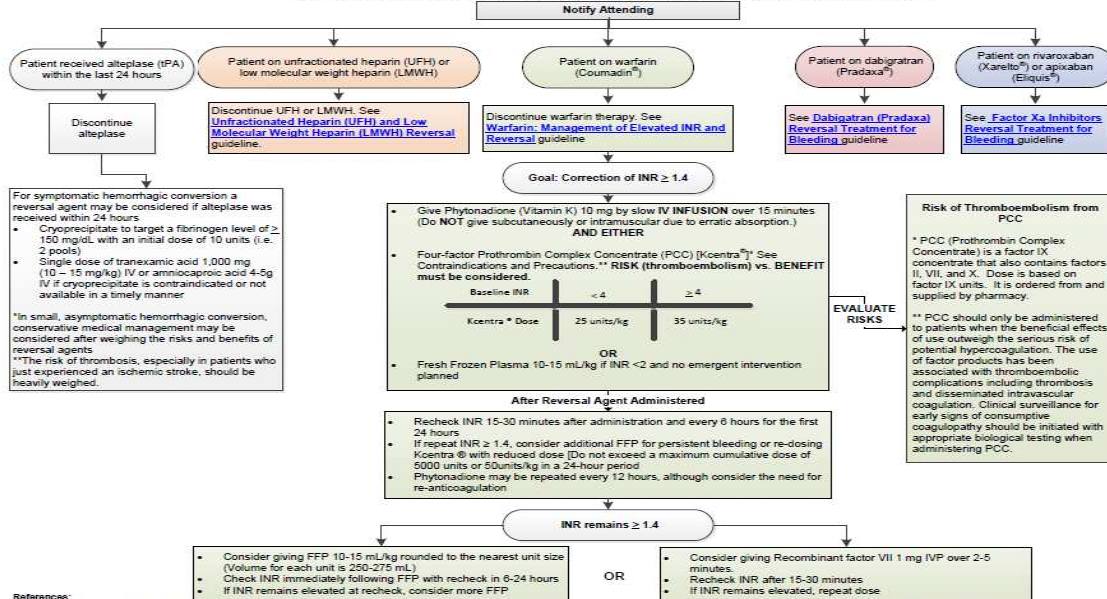 Notify Attending
Patient received alteplase (tPA)
within the last 24 hours
Patient on unfractionated heparin (UFH) or
low molecular weight heparin (LMWH)
Patient on warfarin
(Coumadin®)
Patient on dabigratran
(Pradaxa®)
Patient on rivaroxaban
(Xarelto®) or apixaban
(Eliquis®)
Discontinue
alteplase
Discontinue UFH or LMWH. See
Unfractionated Heparin (UFH) and Low
Molecular Weight Heparin (LMWH) Reversal
guideline.
Discontinue warfarin therapy. See
Warfarin: Management of Elevated INR and
Reversal guideline
See Dabigatran (Pradaxa)
Reversal Treatment for
Bleeding guideline
See Factor Xa Inhibitors
Reversal Treatment for
Bleeding guideline
Goal: Correction of INR ≥ 1.4
For symptomatic hemorrhagic conversion a
reversal agent may be considered if alteplase was
received within 24 hours
• Cryoprecipitate to target a fibrinogen level of ≥
150 mg/dL with an initial dose of 10 units (i.e.
2 pools)
• Single dose of tranexamic acid 1,000 mg
(10 – 15 mg/kg) IV or amniocaproic acid 4-5g
IV if cryoprecipitate is contraindicated or not
available in a timely manner
*In small, asymptomatic hemorrhagic conversion,
conservative medical management may be
considered after weighing the risks and benefits of
reversal agents
**The risk of thrombosis, especially in patients who
just experienced an ischemic stroke, should be
heavily weighed.
• Give Phytonadione (Vitamin K) 10 mg by slow IV INFUSION over 15 minutes
(Do NOT give subcutaneously or intramuscular due to erratic absorption.)
AND EITHER
• Four-factor Prothrombin Complex Concentrate (PCC) [Kcentra®]* See
Contraindications and Precautions.** RISK (thromboembolism) vs. BENEFIT
must be considered.
Baseline INR < 4 ≥ 4
Kcentra ® Dose 25 units/kg 35 units/kg
OR
• Fresh Frozen Plasma 10-15 mL/kg if INR <2 and no emergent intervention
planned
EVALUATE
RISKS
Risk of Thromboembolism from
PCC
* PCC (Prothrombin Complex
Concentrate) is a factor IX
concentrate that also contains factors
II, VII, and X. Dose is based on
factor IX units. It is ordered from and
supplied by pharmacy.
** PCC should only be administered
to patients when the beneficial effects
of use outweigh the serious risk of
potential hypercoagulation. The use
of factor products has been
associated with thromboembolic
complications including thrombosis
and disseminated intravascular
coagulation. Clinical surveillance for
early signs of consumptive
coagulopathy should be initiated with
appropriate biological testing when
administering PCC.
After Reversal Agent Administered
• Recheck INR 15-30 minutes after administration and every 6 hours for the first
24 hours
• If repeat INR ≥ 1.4, consider additional FFP for persistent bleeding or re-dosing
Kcentra ® with reduced dose [Do not exceed a maximum cumulative dose of
5000 units or 50units/kg in a 24-hour period
• Phytonadione may be repeated every 12 hours, although consider the need for
re-anticoagulation
INR remains ≥ 1.4
• Consider giving FFP 10-15 mL/kg rounded to the nearest unit size
(Volume for each unit is 250-275 mL)
• Check INR immediately following FFP with recheck in 6-24 hours
• If INR remains elevated at recheck, consider more FFP
OR
• Consider giving Recombinant factor VII 1 mg IVP over 2-5
minutes.
• Recheck INR after 15-30 minutes
• If INR remains elevated, repeat dose
References: